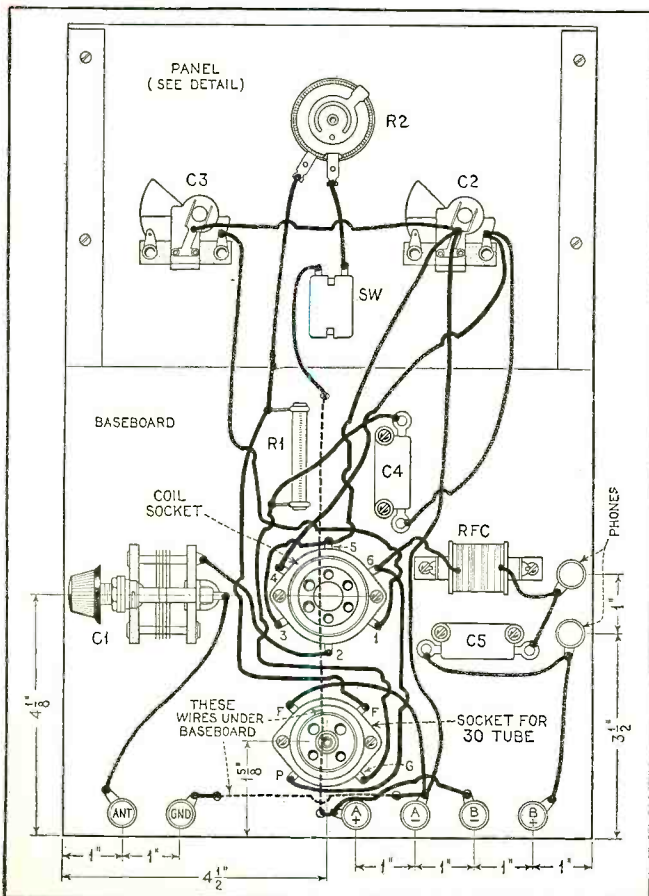 PANEL
(SEE DETAIL)
R2
C3
C2
SW
BASEBOARD
R1
C4
COIL
SOCKET
RFC
PHONES
5
4
6
3
1
2
C1
C5
1"
4 1/8"
3 1/2"
THESE
WIRES UNDER
BASEBOARD
F
F
SOCKET FOR
30 TUBE
1 5/8"
P
G
ANT
GND
A
+
A
-
B
-
B
+
1"
1"
4 1/2"
1"
1"
1"
1"